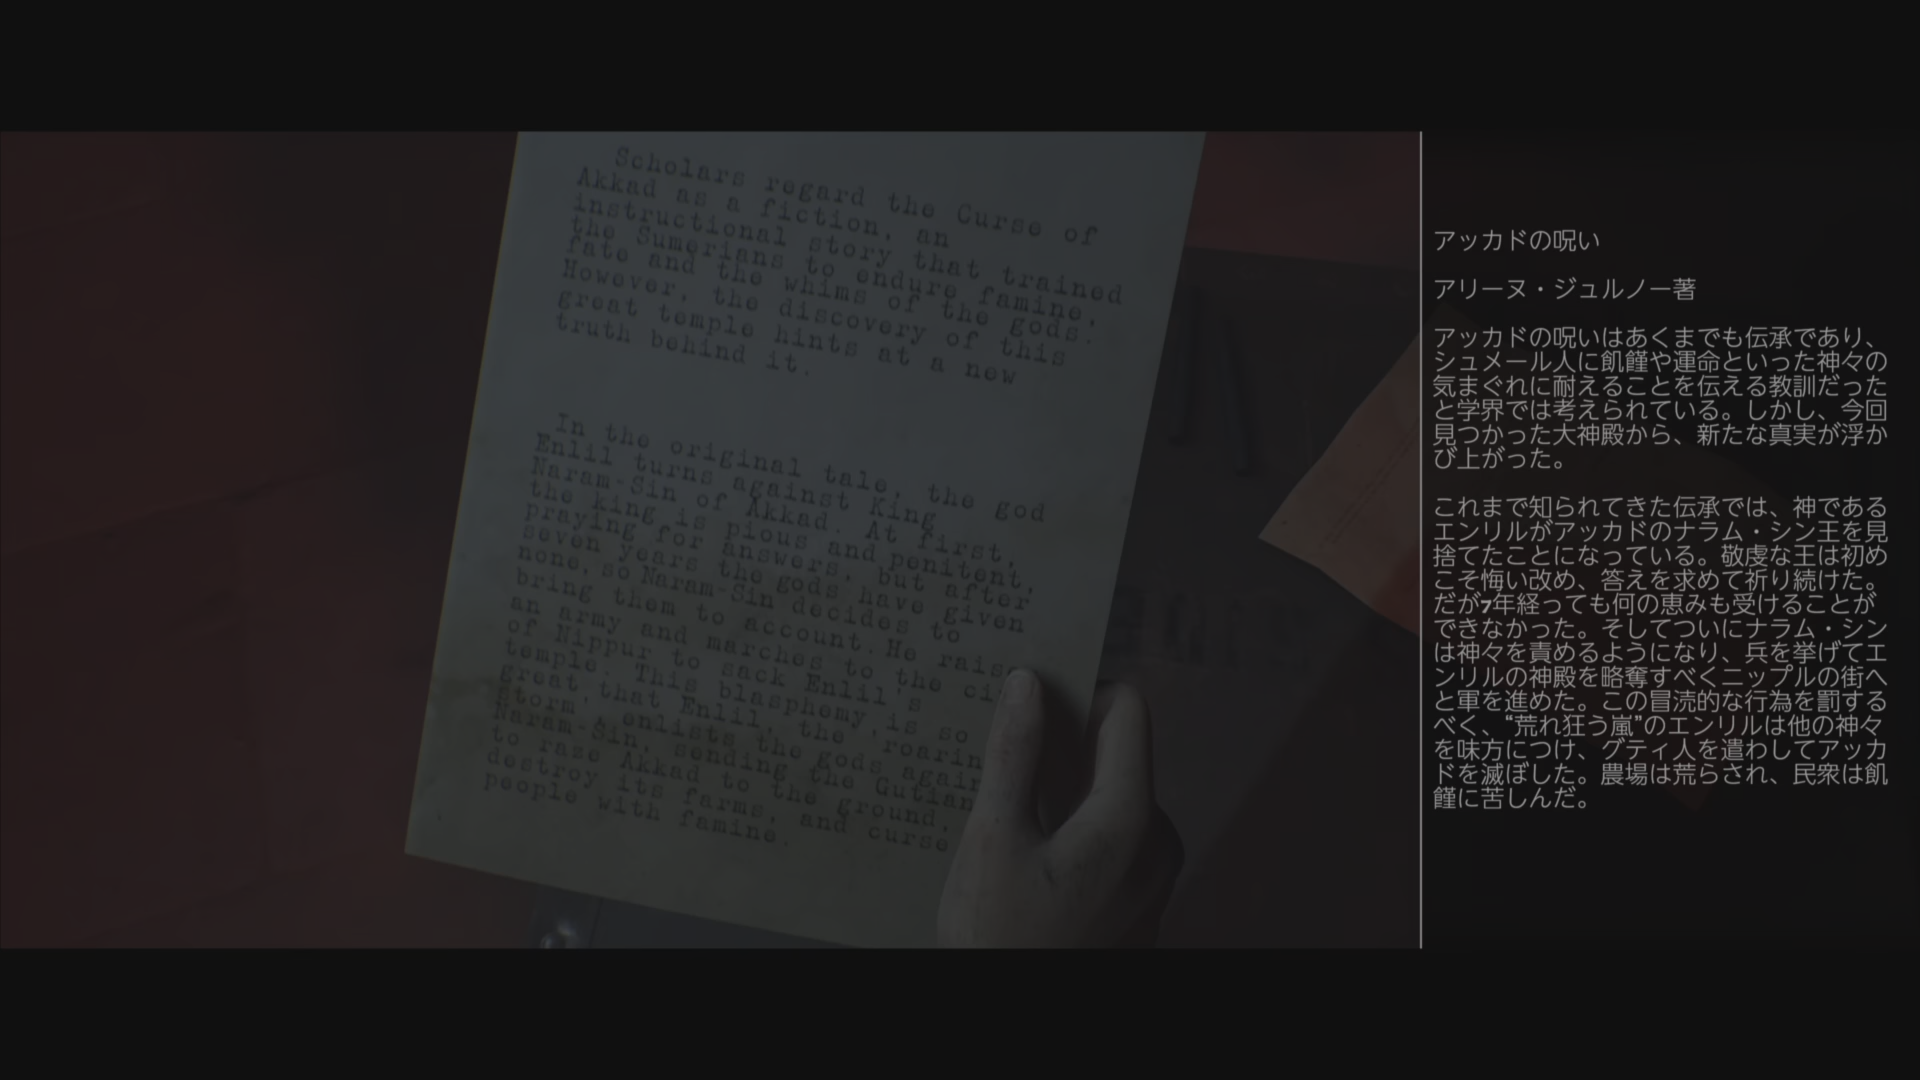 Scholars regard the Curse of
Akkad as a fiction, an
instructional story that trained
the Sumerians to endure famine,
fate and the whims of the gods.
However, the discovery of this
great temple hints at a new
truth behind it.
In the original tale, the god
Enlil turns against King
Naram-Sin of Akkad. At first,
the king is pious and penitent,
praying for answers, but after
seven years the gods have given
none, so Naram-Sin decides to
bring them to account. He raise
an army and marches to the ci
of Nippur to sack Enlil's
temple. This blasphemy is so
great that Enlil, the 'roarin
storm', enlists the gods again
Naram-Sin, sending the Gutian
to raze Akkad to the ground,
destroy its farms, and curse
people with famine.
アッカドの呪い
アリーヌ・ジュルノー著
アッカドの呪いはあくまでも伝承であり、
シュメール人に飢饉や運命といった神々の
気まぐれに耐えることを伝える教訓だった
と学界では考えられている。しかし、今回
見つかった大神殿から、新たな真実が浮か
び上がった。
これまで知られてきた伝承では、神である
エンリルがアッカドのナラム・シン王を見
捨てたことになっている。敬虔な王は初め
こそ悔い改め、答えを求めて祈り続けた。
だが7年経っても何の恵みも受けることが
できなかった。そしてついにナラム・シン
は神々を責めるようになり、兵を挙げてエ
ンリルの神殿を略奪すべくニップルの街へ
と軍を進めた。この冒涜的な行為を罰する
べく、“荒れ狂う嵐”のエンリルは他の神々
を味方につけ、グティ人を遣わしてアッカ
ドを滅ぼした。農場は荒らされ、民衆は飢
饉に苦しんだ。